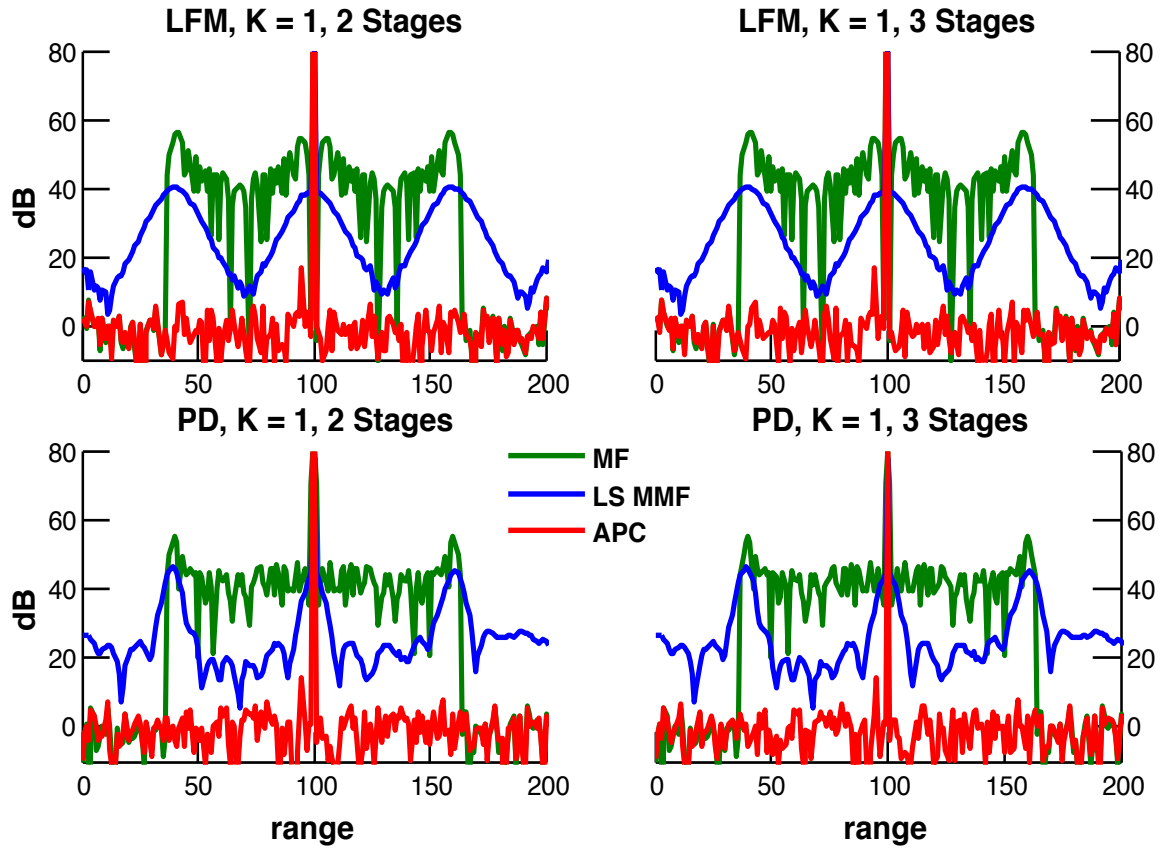 LFM, K = 1, 2 Stages
LFM, K = 1, 3 Stages
80
60
40
20
0
dB
0 50 100 150 200
80
60
40
20
0
0 50 100 150 200
PD, K = 1, 2 Stages
PD, K = 1, 3 Stages
80
60
40
20
0
dB
MF
LS MMF
APC
80
60
40
20
0
0 50 100 150 200
0 50 100 150 200
range
range